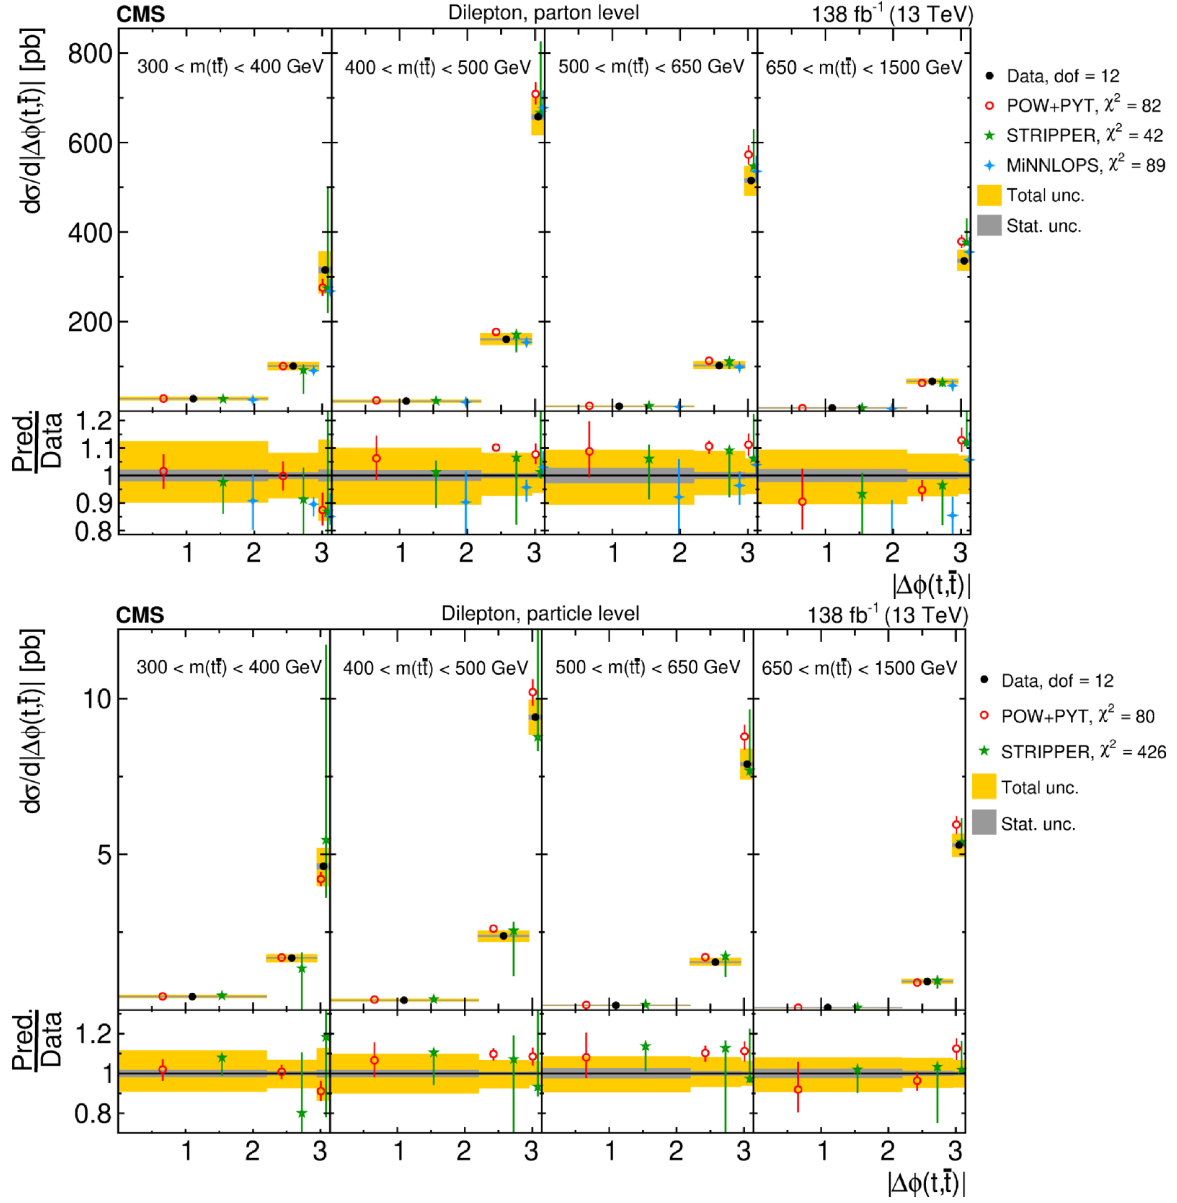 CMS Dilepton, parton level 138 fb⁻¹ (13 TeV)
dσ/d|Δϕ(t,t̄)| [pb]
300 < m(tt̄) < 400 GeV 400 < m(tt̄) < 500 GeV 500 < m(tt̄) < 650 GeV 650 < m(tt̄) < 1500 GeV
Data, dof = 12
POW+PYT, χ² = 82
STRIPPER, χ² = 42
MiNNLOPS, χ² = 89
Total unc.
Stat. unc.
800
600
400
200
Pred.
Data
1.2
1.1
1
0.9
0.8
1 2 3 1 2 3 1 2 3 1 2 3
|Δϕ(t,t̄)|
CMS Dilepton, particle level 138 fb⁻¹ (13 TeV)
dσ/d|Δϕ(t,t̄)| [pb]
300 < m(tt̄) < 400 GeV 400 < m(tt̄) < 500 GeV 500 < m(tt̄) < 650 GeV 650 < m(tt̄) < 1500 GeV
Data, dof = 12
POW+PYT, χ² = 80
STRIPPER, χ² = 426
Total unc.
Stat. unc.
10
5
Pred.
Data
1.2
1
0.8
1 2 3 1 2 3 1 2 3 1 2 3
|Δϕ(t,t̄)|